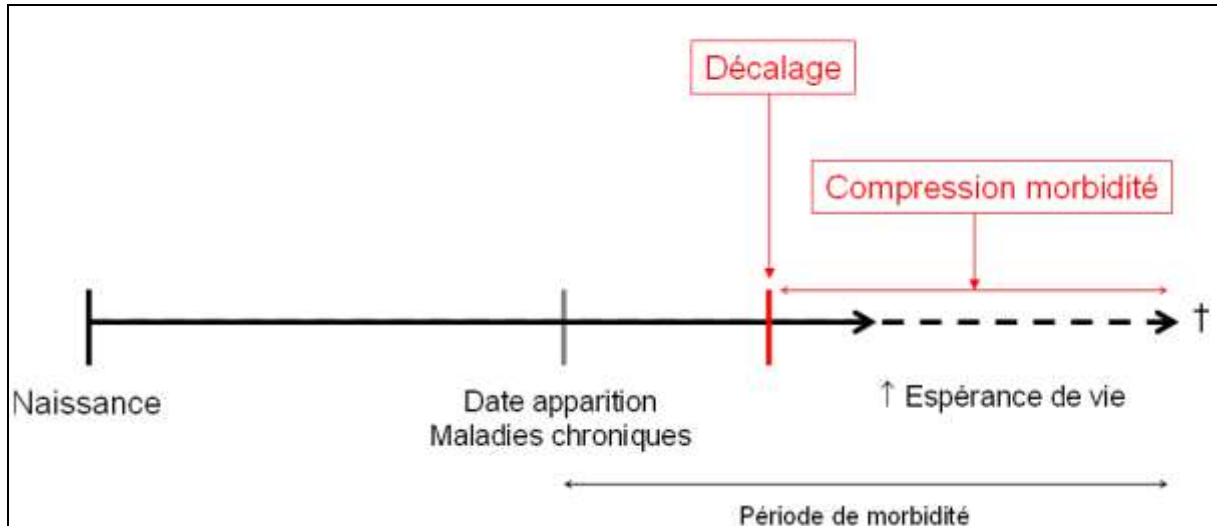 Décalage
Compression morbidité
†
Naissance
Date apparition
Maladies chroniques
↑ Espérance de vie
Période de morbidité